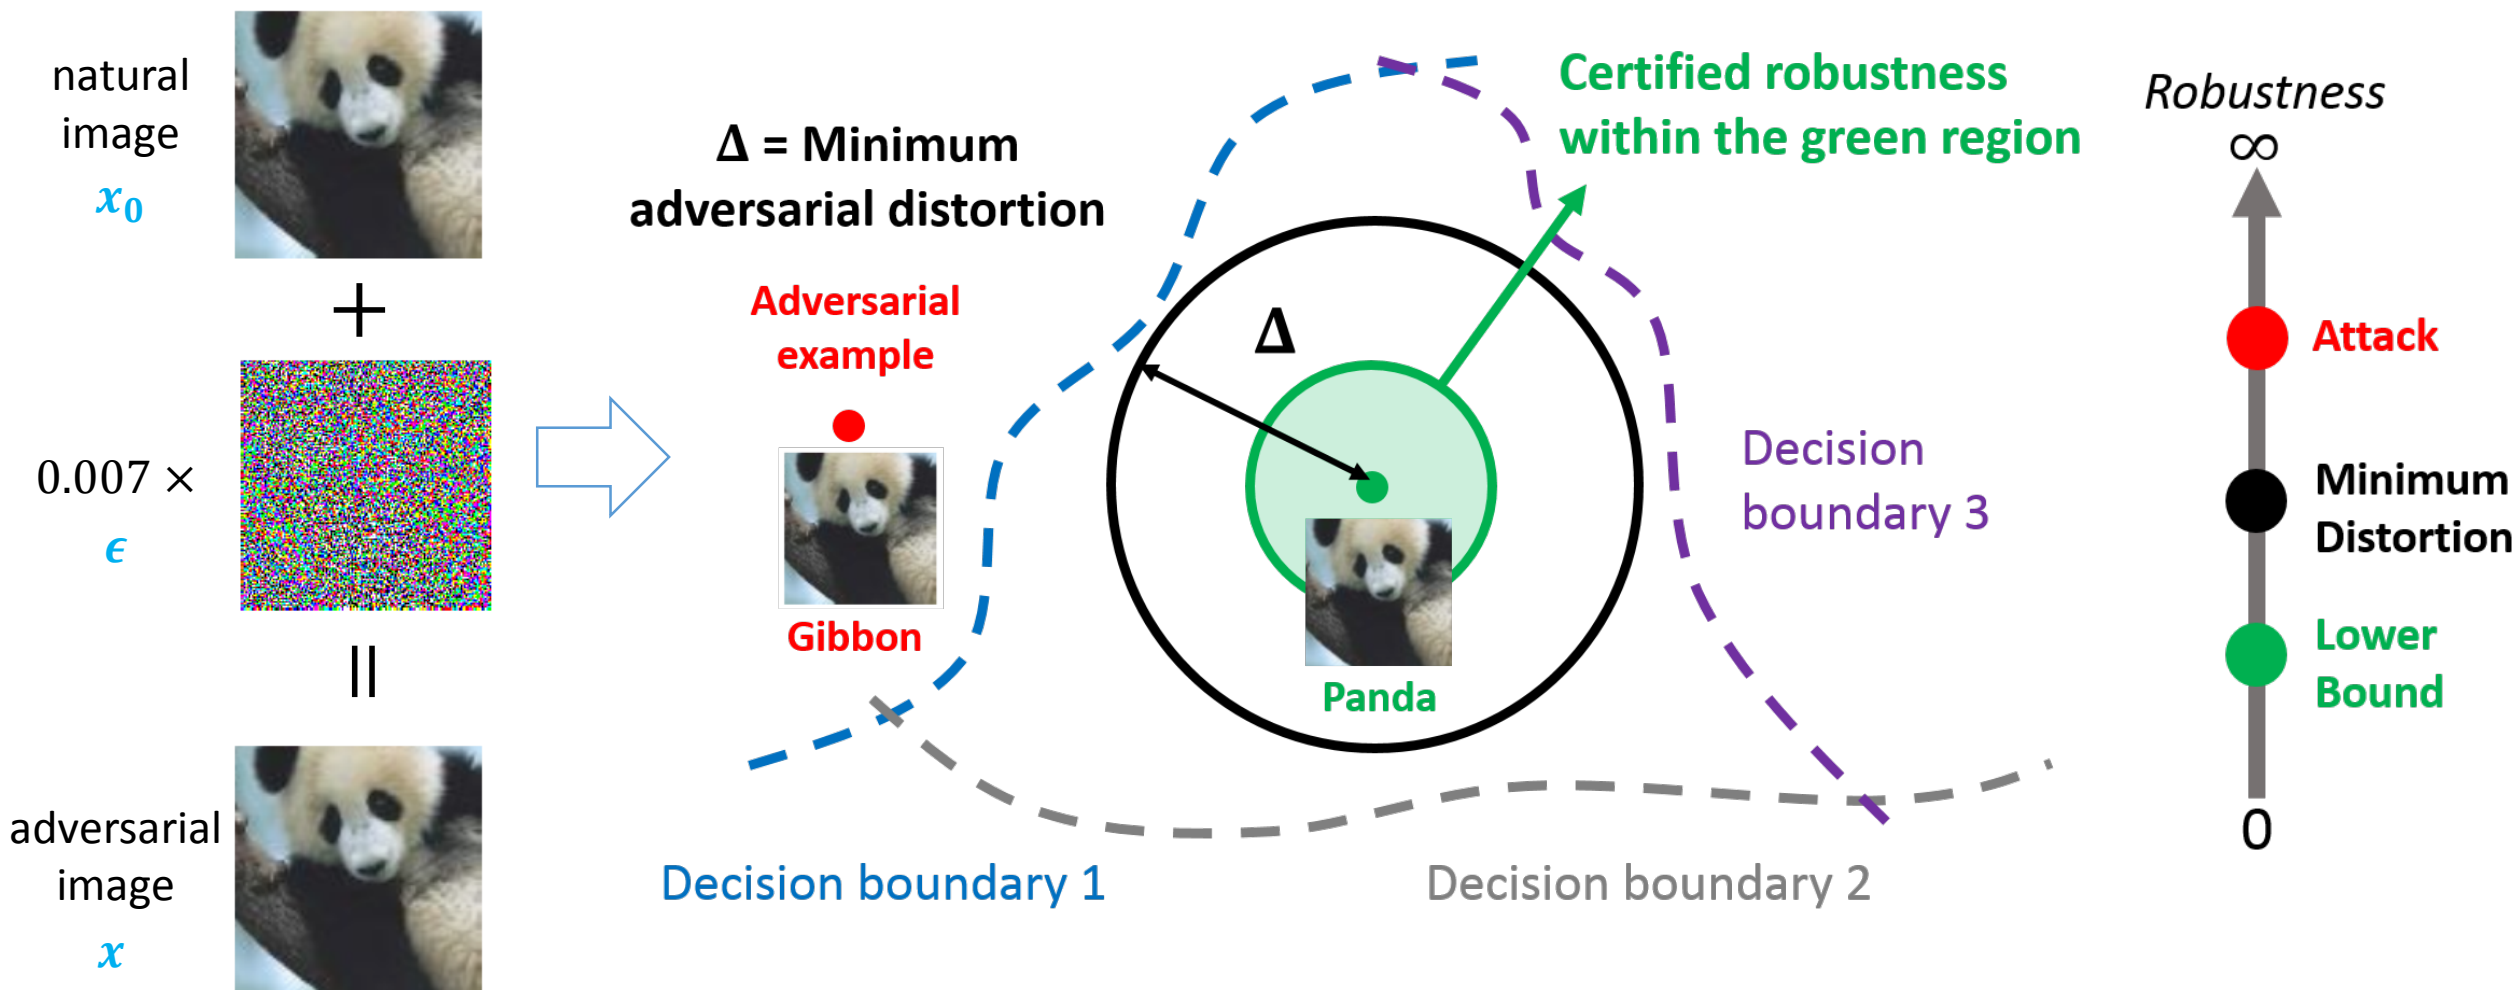 natural
image
x₀
+
0.007 ×
ϵ
=
adversarial
image
x
Δ = Minimum
adversarial distortion
Adversarial
example
Gibbon
Δ
Panda
Certified robustness
within the green region
Decision
boundary 3
Decision boundary 1
Decision boundary 2
Robustness
∞
Attack
Minimum
Distortion
Lower
Bound
0